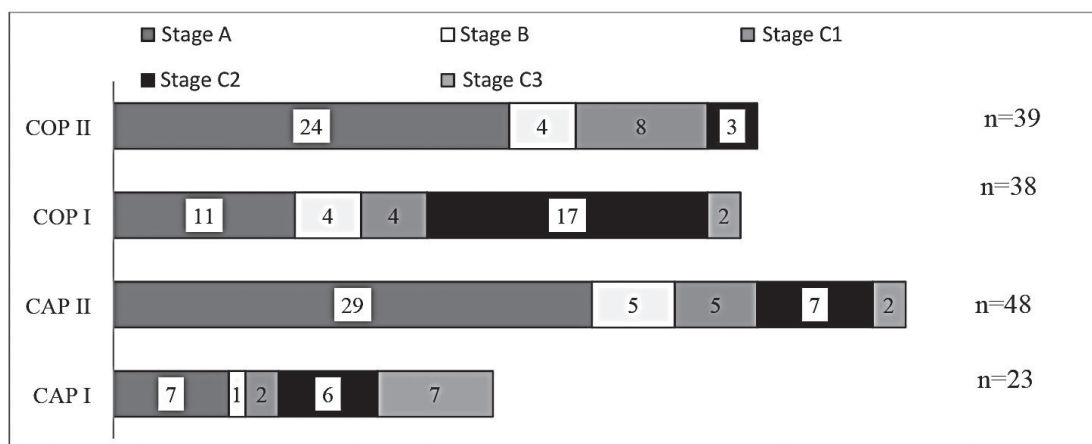 Stage A Stage B Stage C1
Stage C2 Stage C3
COP II 24 4 8 3 n=39
COP I 11 4 4 17 2 n=38
CAP II 29 5 5 7 2 n=48
CAP I 7 1 2 6 7 n=23